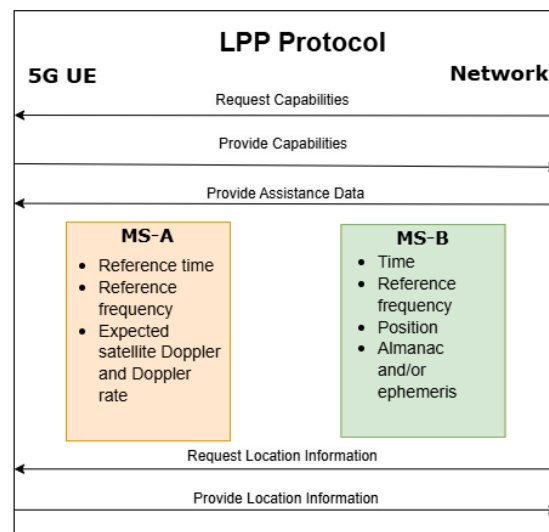 LPP Protocol
5G UE
Network
Request Capabilities
Provide Capabilities
Provide Assistance Data
MS-A
• Reference time
• Reference
frequency
• Expected
satellite Doppler
and Doppler
rate
MS-B
• Time
• Reference
frequency
• Position
• Almanac
and/or
ephemeris
Request Location Information
Provide Location Information